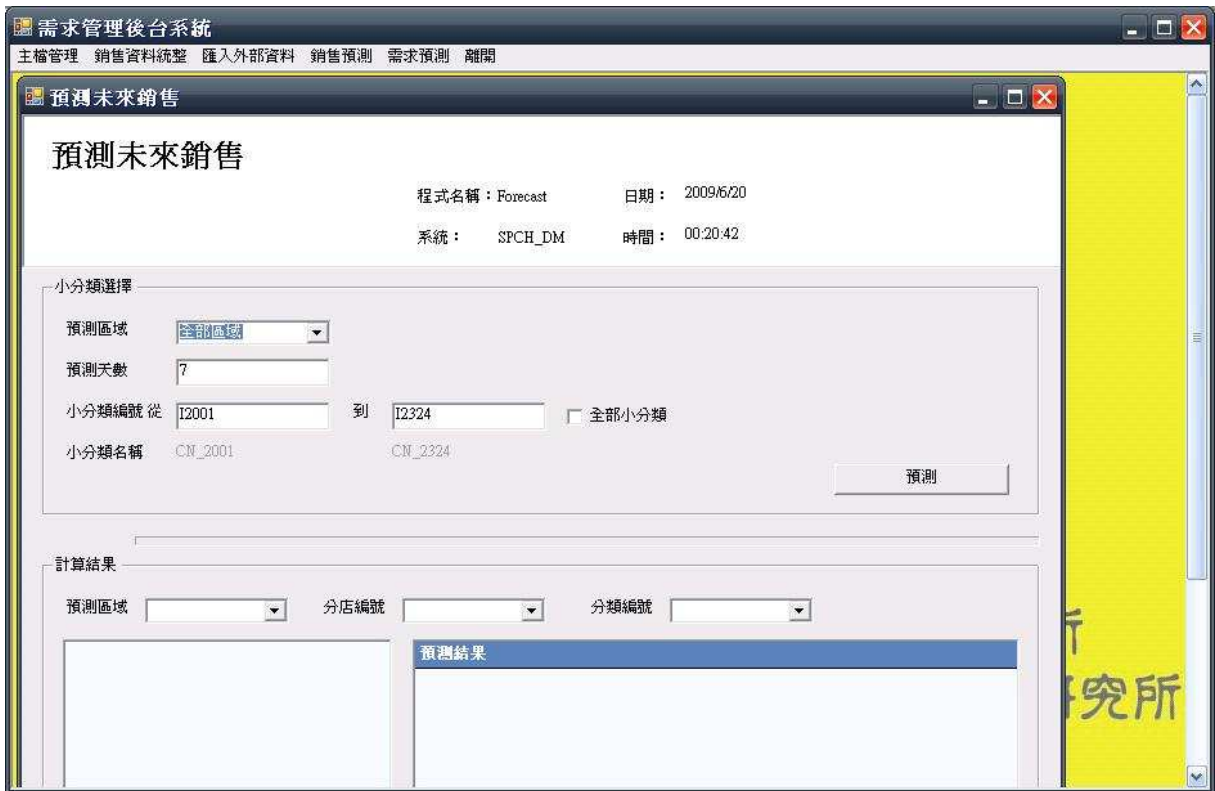 需求管理後台系統
主檔管理 銷售資料統整 匯入外部資料 銷售預測 需求預測 離開
預測未來銷售
預測未來銷售
程式名稱：Forecast 日期： 2009/6/20
系統： SPCH_DM 時間： 00:20:42
小分類選擇
預測區域 全部區域
預測天數 7
小分類編號 從 I2001 到 I2324 全部小分類
小分類名稱 CN_2001 CN_2324
預測
計算結果
預測區域 分店編號 分類編號
預測結果
所
究所